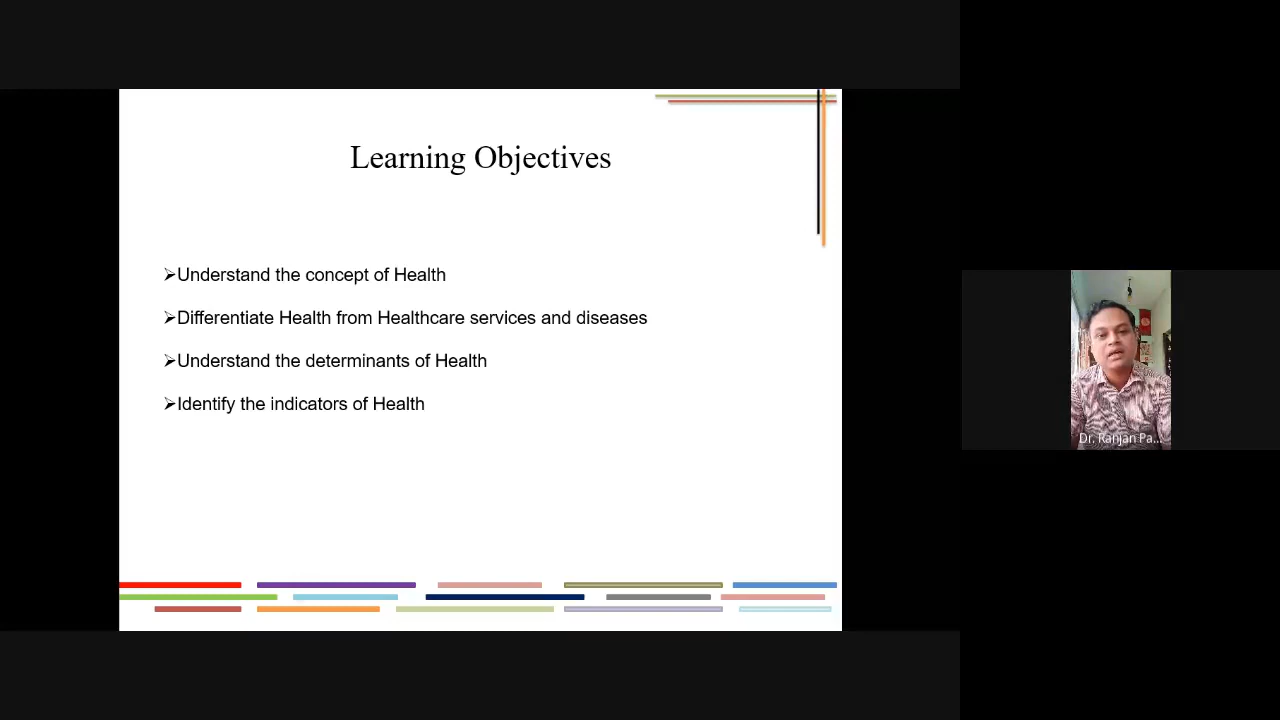 Learning Objectives
➢Understand the concept of Health
➢Differentiate Health from Healthcare services and diseases
➢Understand the determinants of Health
➢Identify the indicators of Health
Dr. Ranjan Pa...